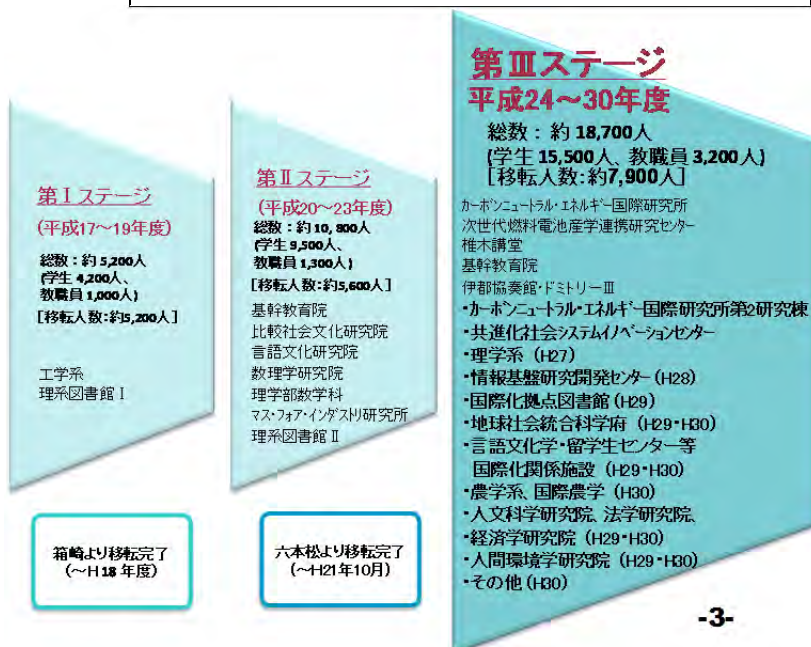 第Ⅰステージ
(平成17～19年度)
総数：約5,200人
(学生4,200人、
教職員1,000人)
[移転人数:約5,200人]
工学系
理系図書館Ⅰ
箱崎より移転完了
(～H18年度)
第Ⅱステージ
(平成20～23年度)
総数：約10,800人
(学生9,500人、
教職員1,300人)
[移転人数:約5,600人]
基幹教育院
比較社会文化研究院
言語文化研究院
数理学研究院
理学部数学科
マス・フォア・インダストリ研究所
理系図書館Ⅱ
六本松より移転完了
(～H21年10月)
第Ⅲステージ
平成24～30年度
総数：約18,700人
(学生15,500人、教職員3,200人)
[移転人数:約7,900人]
カーボンニュートラル・エネルギー国際研究所
次世代燃料電池産学連携研究センター
椎木講堂
基幹教育院
伊都協奏館・ドミトリーⅢ
・カーボンニュートラル・エネルギー国際研究所第2研究棟
・共進化社会システムイノベーションセンター
・理学系（H27）
・情報基盤研究開発センター（H28）
・国際化拠点図書館（H29）
・地球社会統合科学府（H29・H30）
・言語文化学・留学生センター等
国際化関係施設（H29・H30）
・農学系、国際農学（H30）
・人文科学研究院、法学研究院、
・経済学研究院（H29・H30）
・人間環境学研究院（H29・H30）
・その他（H30）
-3-